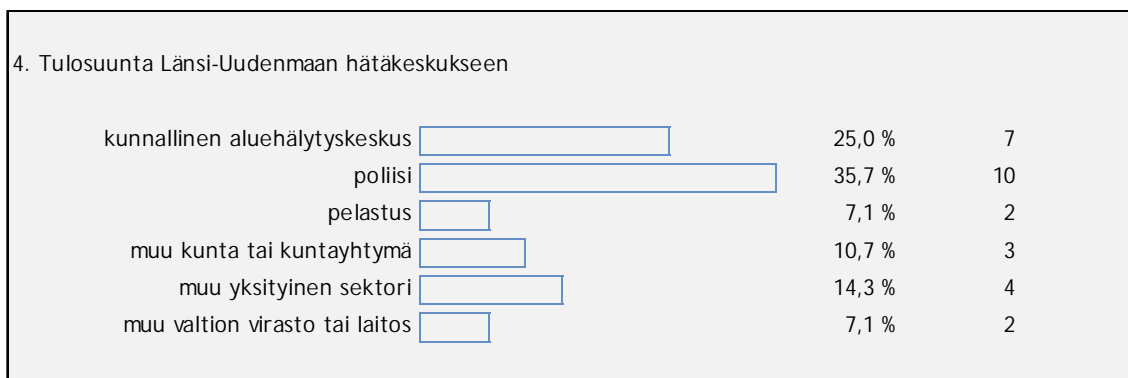 4. Tulosuunta Länsi-Uudenmaan hätäkeskukseen
kunnallinen aluehälytyskeskus 25,0 % 7
poliisi 35,7 % 10
pelastus 7,1 % 2
muu kunta tai kuntayhtymä 10,7 % 3
muu yksityinen sektori 14,3 % 4
muu valtion virasto tai laitos 7,1 % 2